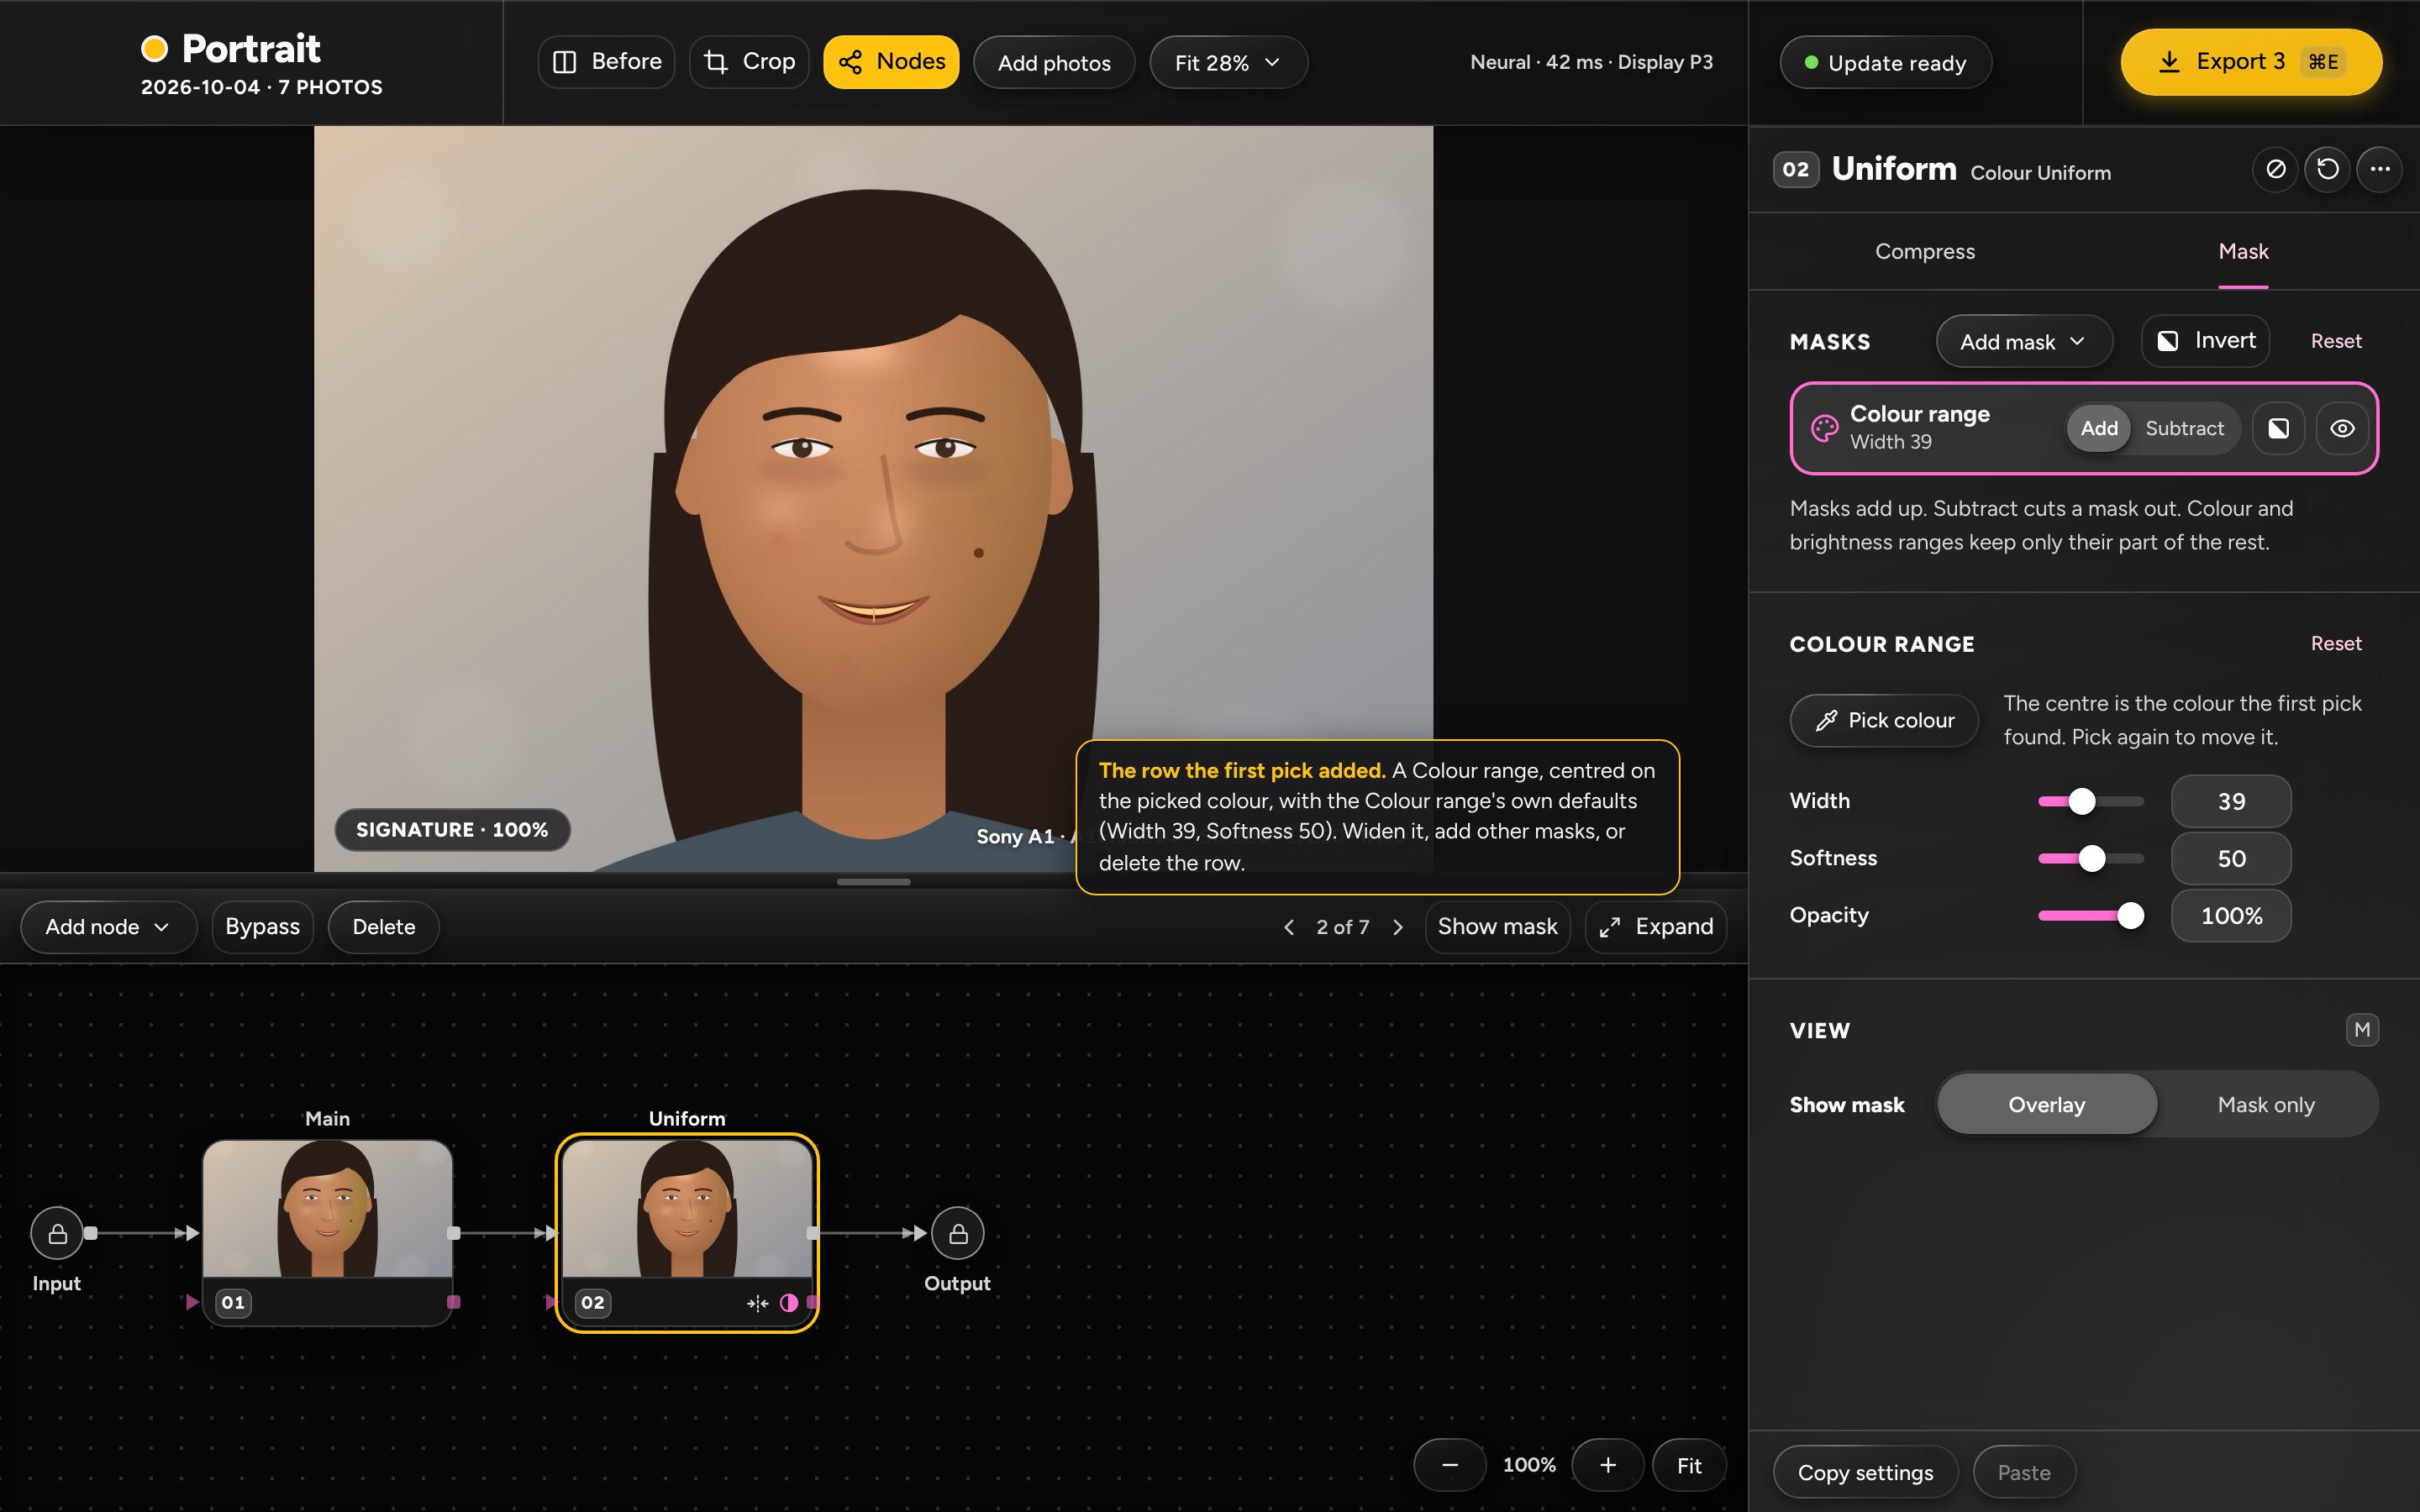 Portrait
2026-10-04 · 7 PHOTOS
Before
Crop
Nodes
Add photos
Fit 28%
Neural · 42 ms · Display P3
Update ready
Export 3 ⌘E
02 Uniform Colour Uniform
Compress
Mask
MASKS
Add mask
Invert
Reset
Colour range
Width 39
Add
Subtract
Masks add up. Subtract cuts a mask out. Colour and
brightness ranges keep only their part of the rest.
COLOUR RANGE
Reset
Pick colour
The centre is the colour the first pick
found. Pick again to move it.
Width
39
Softness
50
Opacity
100%
VIEW
M
Show mask
Overlay
Mask only
Copy settings
Paste
SIGNATURE · 100%
Sony A1 ·
The row the first pick added. A Colour range, centred on
the picked colour, with the Colour range's own defaults
(Width 39, Softness 50). Widen it, add other masks, or
delete the row.
Add node
Bypass
Delete
2 of 7
Show mask
Expand
Main
Uniform
Input
Output
01
02
100%
Fit